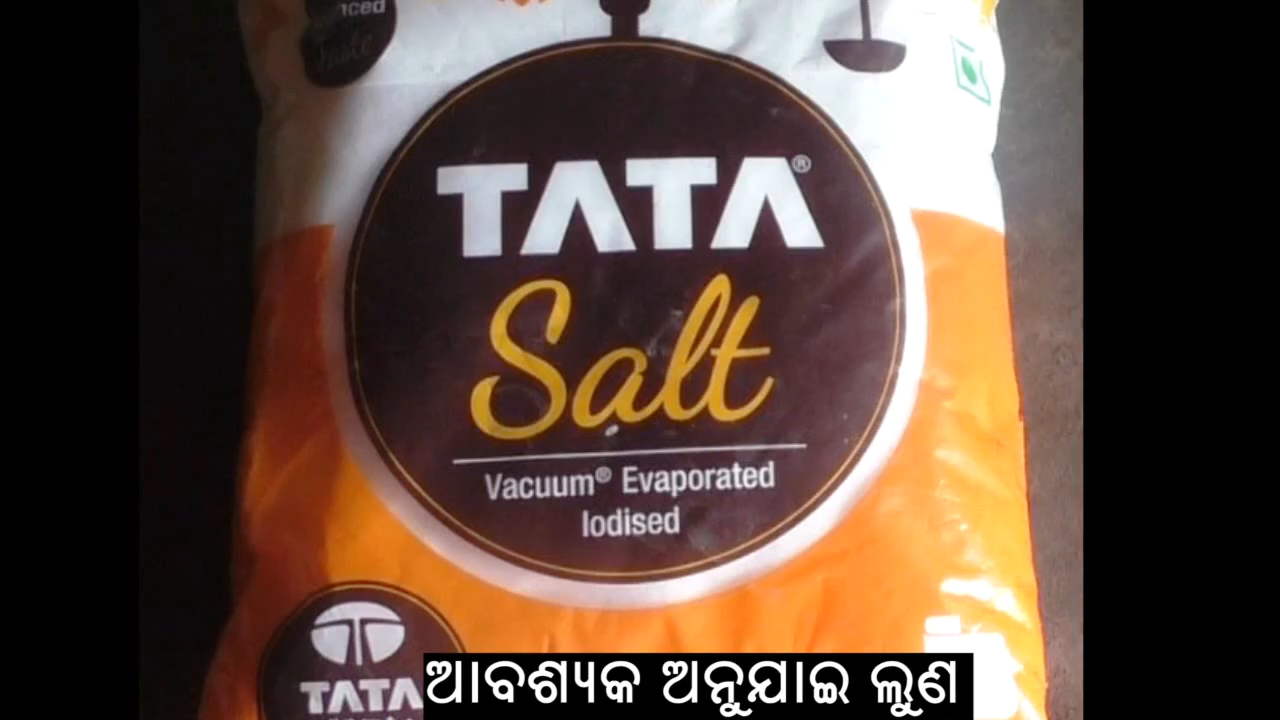 TATA®
Salt
Vacuum® Evaporated
Iodised
TATA
ଆବଶ୍ୟକ ଅନୁଯାଇ ଲୁଣ